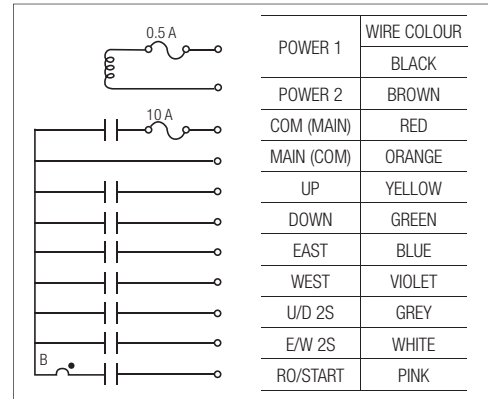 0.5 A
POWER 1 WIRE COLOUR
BLACK
POWER 2 BROWN
10 A
COM (MAIN) RED
MAIN (COM) ORANGE
UP YELLOW
DOWN GREEN
EAST BLUE
WEST VIOLET
U/D 2S GREY
E/W 2S WHITE
B
RO/START PINK